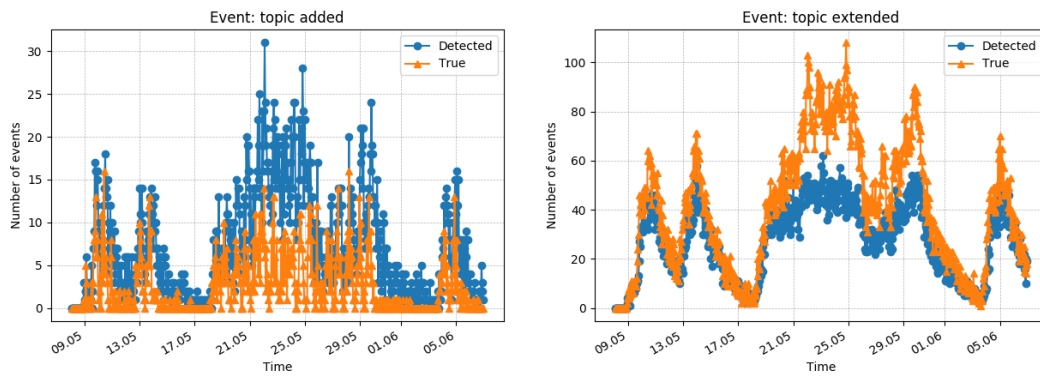 Event: topic added
Number of events
30
25
20
15
10
5
0
Detected
True
09.05
13.05
17.05
21.05
25.05
29.05
01.06
05.06
Time
Event: topic extended
Number of events
100
80
60
40
20
0
Detected
True
09.05
13.05
17.05
21.05
25.05
29.05
01.06
05.06
Time